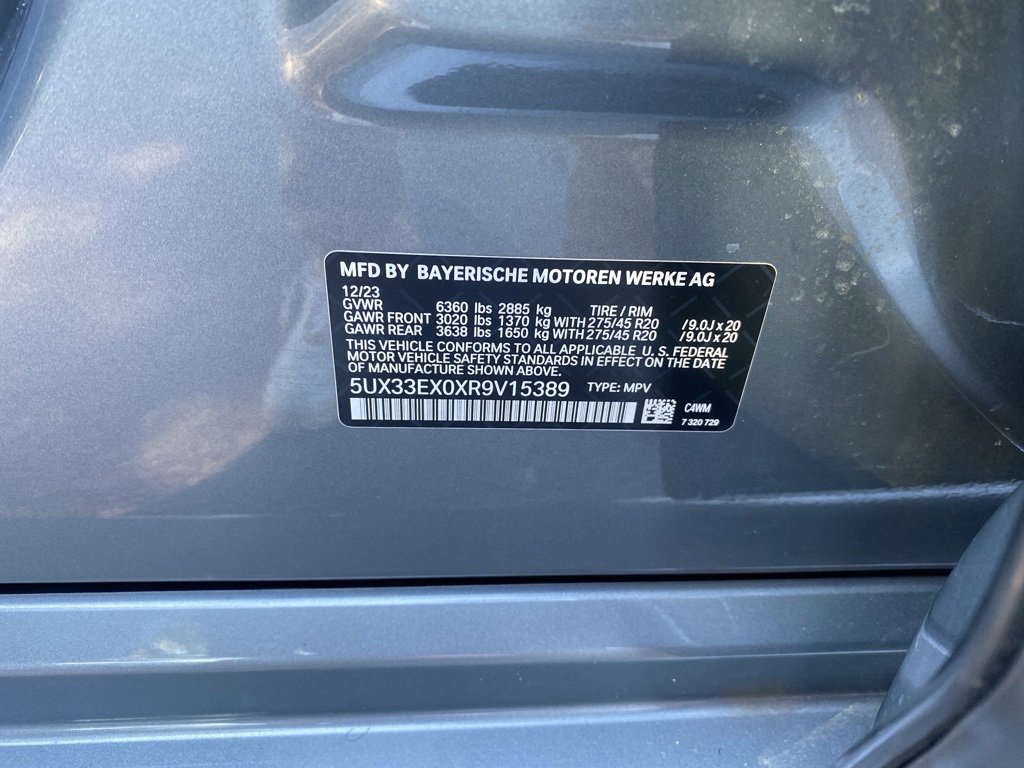 MFD BY BAYERISCHE MOTOREN WERKE AG
12/23
GVWR 6360 lbs 2885 kg TIRE / RIM
GAWR FRONT 3020 lbs 1370 kg WITH 275/45 R20 / 9.0J x 20
GAWR REAR 3638 lbs 1650 kg WITH 275/45 R20 / 9.0J x 20
THIS VEHICLE CONFORMS TO ALL APPLICABLE U. S. FEDERAL
MOTOR VEHICLE SAFETY STANDARDS IN EFFECT ON THE DATE
OF MANUFACTURE SHOWN ABOVE.
5UX33EX0XR9V15389 TYPE: MPV
C4WM
7 320 729